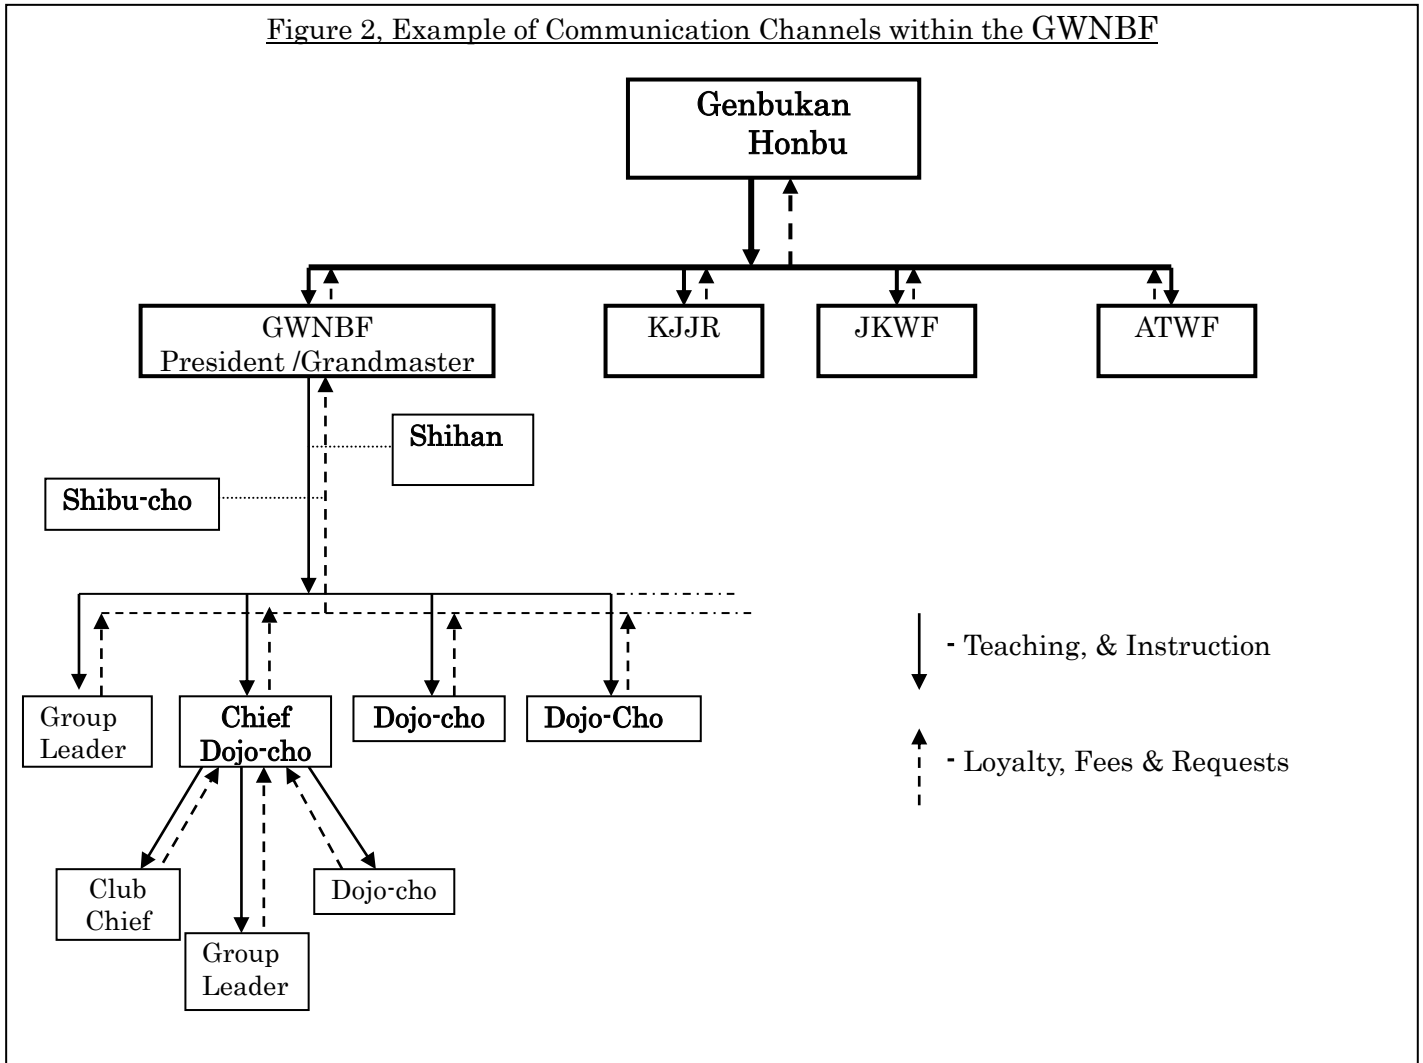 Figure 2, Example of Communication Channels within the GWNBF
Genbukan
Honbu
GWNBF
President /Grandmaster
KJJR
JKWF
ATWF
Shihan
Shibu-cho
- Teaching, & Instruction
Group
Leader
Chief
Dojo-cho
Dojo-cho
Dojo-Cho
- Loyalty, Fees & Requests
Club
Chief
Dojo-cho
Group
Leader